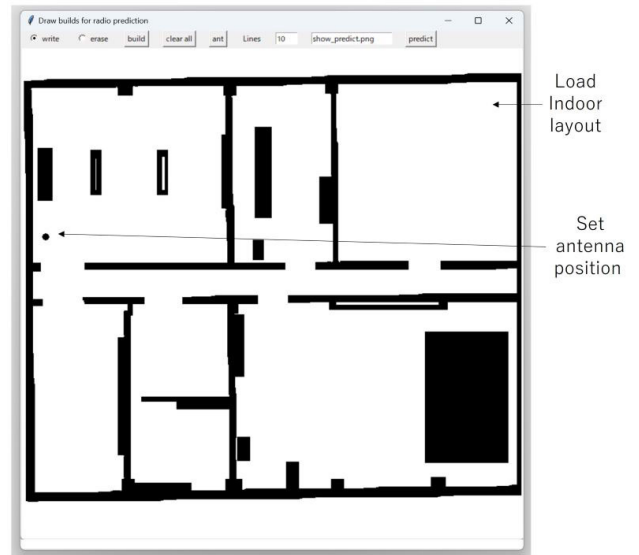 Draw builds for radio prediction
write erase build clear all ant Lines 10 show_predict.png predict
Load
Indoor
layout
Set
antenna
position